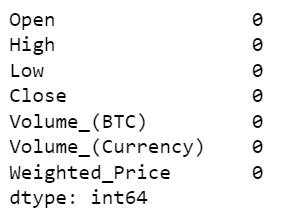 Open 0
High 0
Low 0
Close 0
Volume_(BTC) 0
Volume_(Currency) 0
Weighted_Price 0
dtype: int64